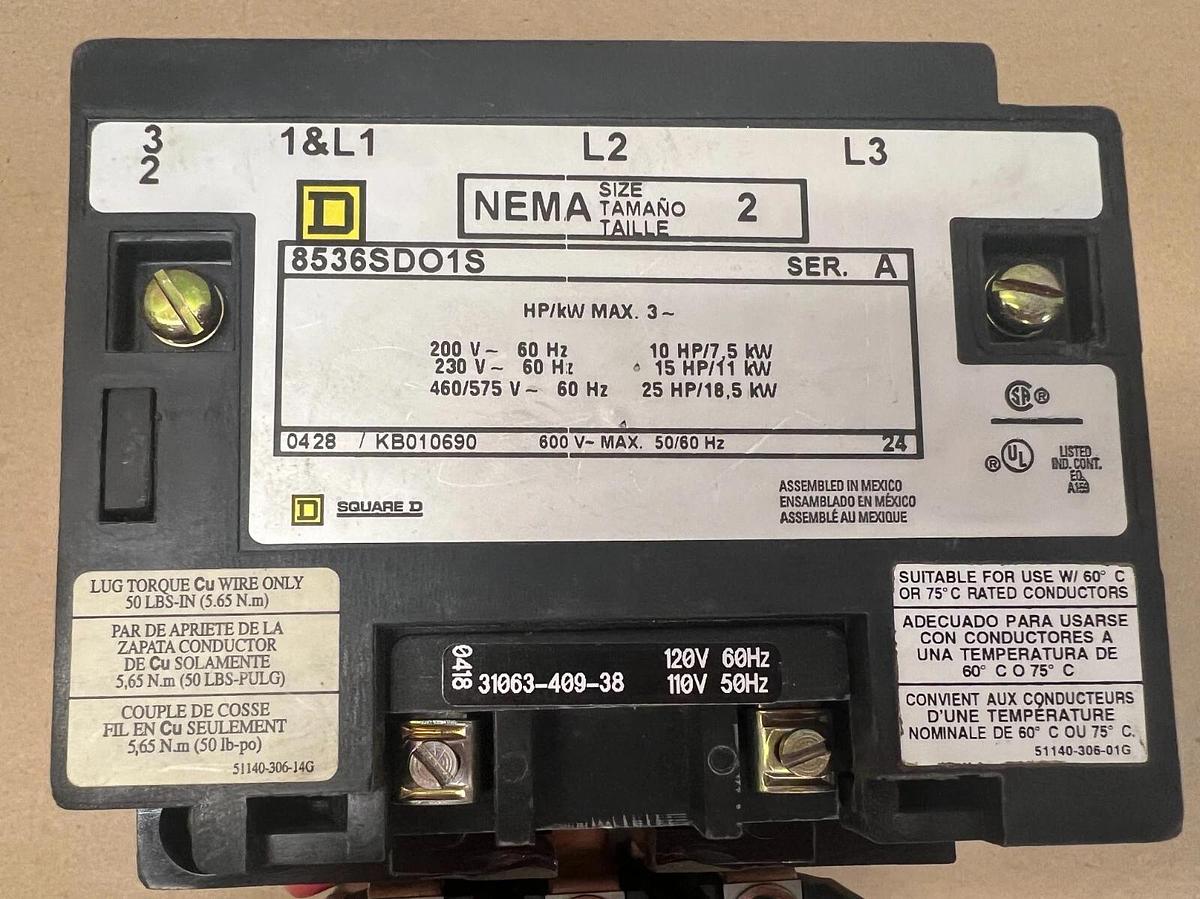 3
2
1&L1
L2
L3
D
NEMA SIZE
TAMAÑO
TAILLE 2
8536SDO1S SER. A
HP/kW MAX. 3~
200 V~ 60 Hz 10 HP/7,5 kW
230 V~ 60 Hz 15 HP/11 kW
460/575 V~ 60 Hz 25 HP/18,5 kW
0428 / KB010690 600 V~ MAX. 50/60 Hz 24
D SQUARE D
ASSEMBLED IN MEXICO
ENSAMBLADO EN MÉXICO
ASSEMBLÉ AU MEXIQUE
SA ®
® UL
LISTED
IND. CONT.
EQ.
A159
LUG TORQUE Cu WIRE ONLY
50 LBS-IN (5.65 N.m)
PAR DE APRIETE DE LA
ZAPATA CONDUCTOR
DE Cu SOLAMENTE
5,65 N.m (50 LBS-PULG)
COUPLE DE COSSE
FIL EN Cu SEULEMENT
5,65 N.m (50 lb-po)
51140-306-14G
0418
31063-409-38
120V 60Hz
110V 50Hz
SUITABLE FOR USE W/ 60° C
OR 75° C RATED CONDUCTORS
ADECUADO PARA USARSE
CON CONDUCTORES A
UNA TEMPERATURA DE
60° C O 75° C
CONVIENT AUX CONDUCTEURS
D'UNE TEMPÉRATURE
NOMINALE DE 60° C OU 75° C.
51140-306-01G